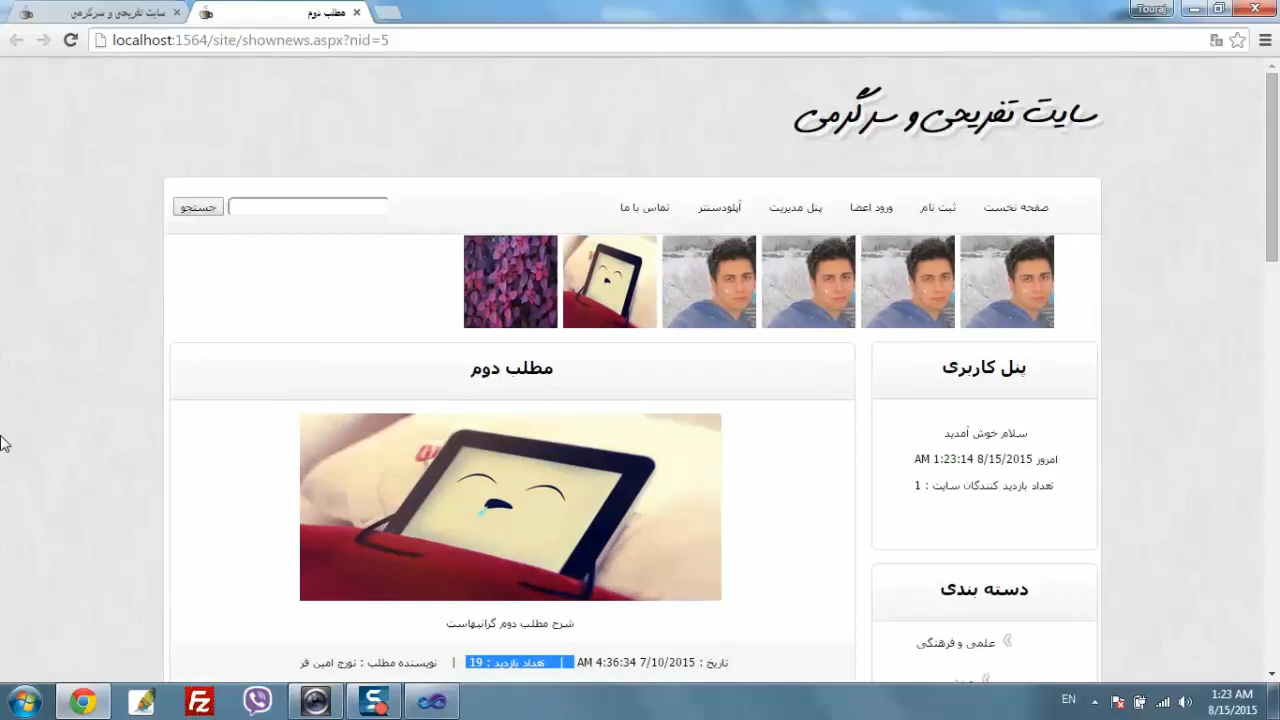 سایت تفریحی و سرگرمی
مطلب دوم
Touraj
localhost:1564/site/shownews.aspx?nid=5
سایت تفریحی و سرگرمی
صفحه نخست ثبت نام ورود اعضا پنل مدیریت آپلودسنتر تماس با ما جستجو
پنل کاربری
سلام خوش آمدید
امروز 8/15/2015 1:23:14 AM
تعداد بازدید کنندگان سایت : 1
دسته بندی
علمی و فرهنگی
مطلب دوم
شرح مطلب دوم گرانبهاست
تاریخ : 7/10/2015 4:36:34 AM | تعداد بازدید : 19 | نویسنده مطلب : تورج امین فر
EN
1:23 AM
8/15/2015